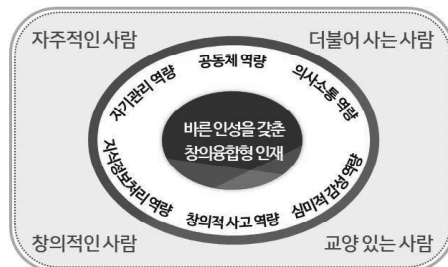 자주적인 사람
더불어 사는 사람
공동체 역량
자기관리 역량
의사소통 역량
바른 인성을 갖춘
창의융합형 인재
지식정보처리 역량
심미적 감성 역량
창의적 사고 역량
창의적인 사람
교양 있는 사람